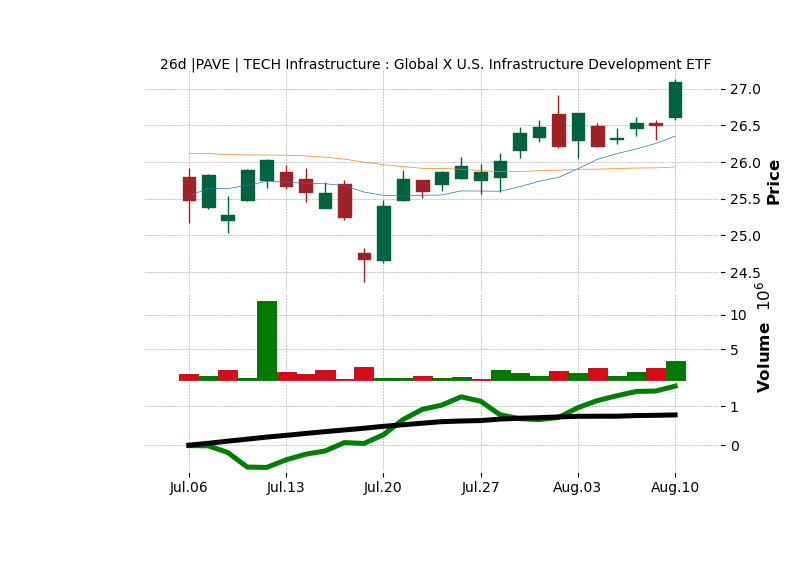 26d |PAVE | TECH Infrastructure : Global X U.S. Infrastructure Development ETF
27.0
26.5
26.0
25.5
25.0
24.5
Price
10
5
Volume 10^6
1
0
Jul.06 Jul.13 Jul.20 Jul.27 Aug.03 Aug.10